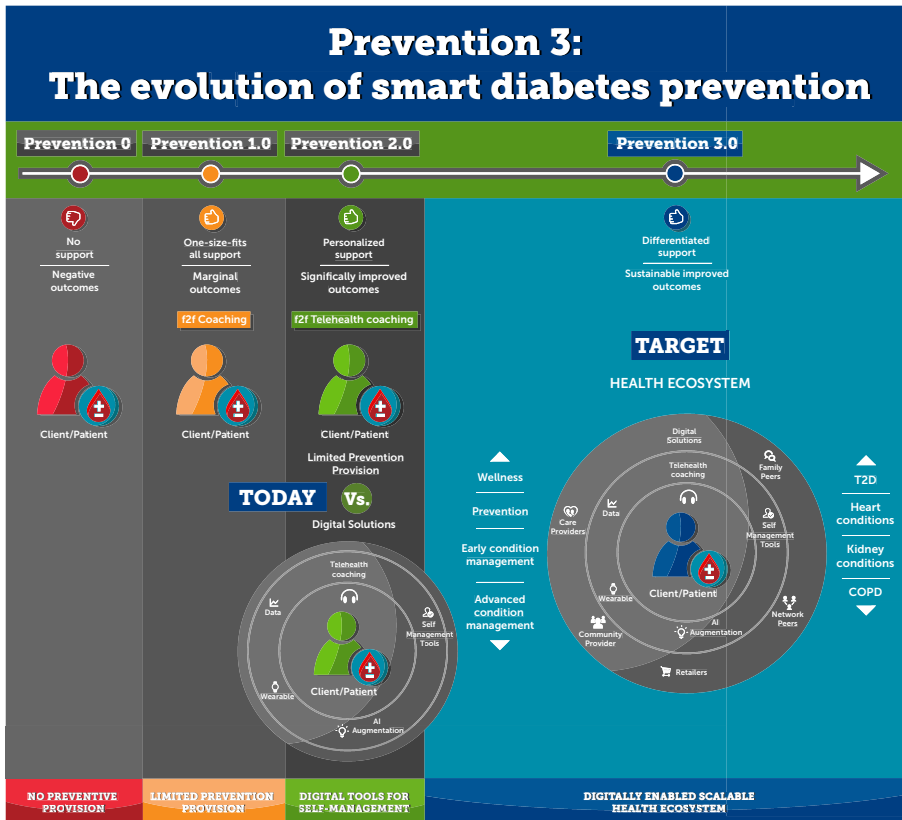 Prevention 3:
The evolution of smart diabetes prevention
Prevention 0
Prevention 1.0
Prevention 2.0
Prevention 3.0
No
support
Negative
outcomes
One-size-fits
all support
Marginal
outcomes
f2f Coaching
Personalized
support
Significally improved
outcomes
f2f Telehealth coaching
Differentiated
support
Sustainable improved
outcomes
TARGET
HEALTH ECOSYSTEM
Client/Patient
Client/Patient
Client/Patient
Limited Prevention
Provision
TODAY
Vs.
Digital Solutions
Telehealth
coaching
Data
Self
Management
Tools
Client/Patient
Wearable
AI
Augmentation
Wellness
Prevention
Early condition
management
Advanced
condition
management
Digital
Solutions
Telehealth
coaching
Family
Peers
Data
Care
Providers
Self
Management
Tools
Client/Patient
Wearable
Network
Peers
AI
Augmentation
Community
Provider
Retailers
T2D
Heart
conditions
Kidney
conditions
COPD
NO PREVENTIVE
PROVISION
LIMITED PREVENTION
PROVISION
DIGITAL TOOLS FOR
SELF-MANAGEMENT
DIGITALLY ENABLED SCALABLE
HEALTH ECOSYSTEM